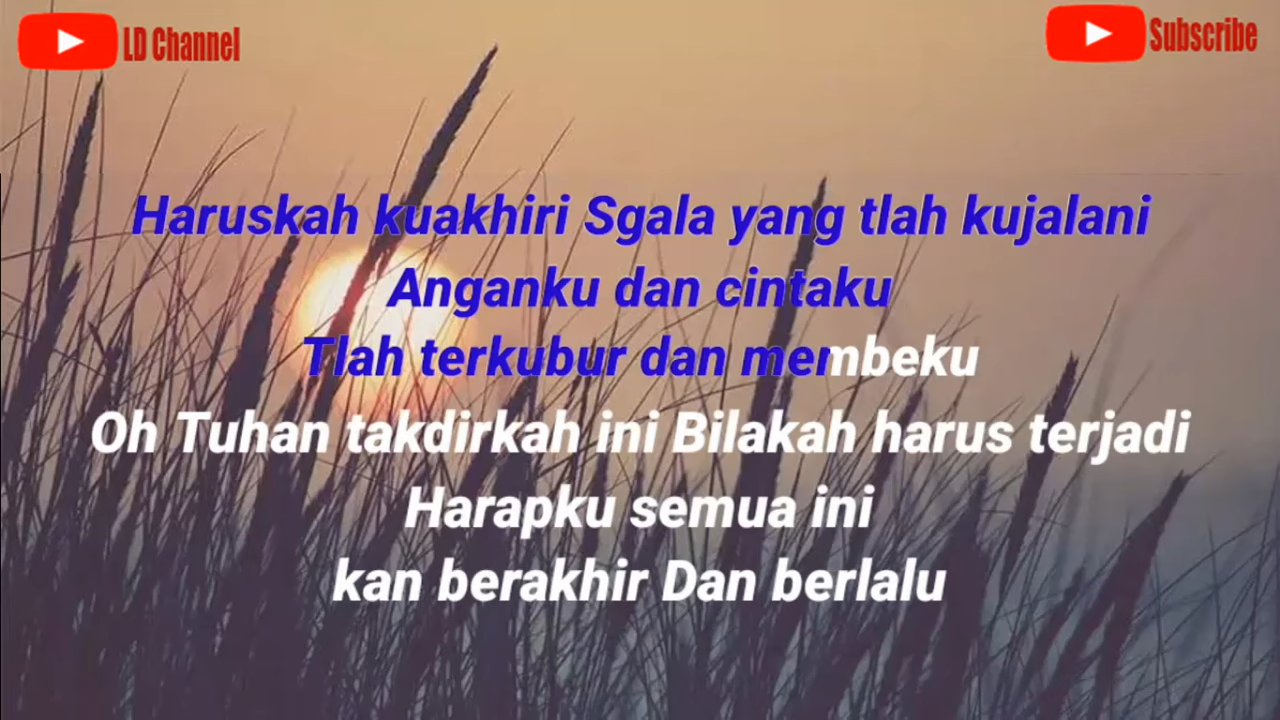 LD Channel
Subscribe
Haruskah kuakhiri Sgala yang tlah kujalani
Anganku dan cintaku
Tlah terkubur dan membeku
Oh Tuhan takdirkah ini Bilakah harus terjadi
Harapku semua ini
kan berakhir Dan berlalu